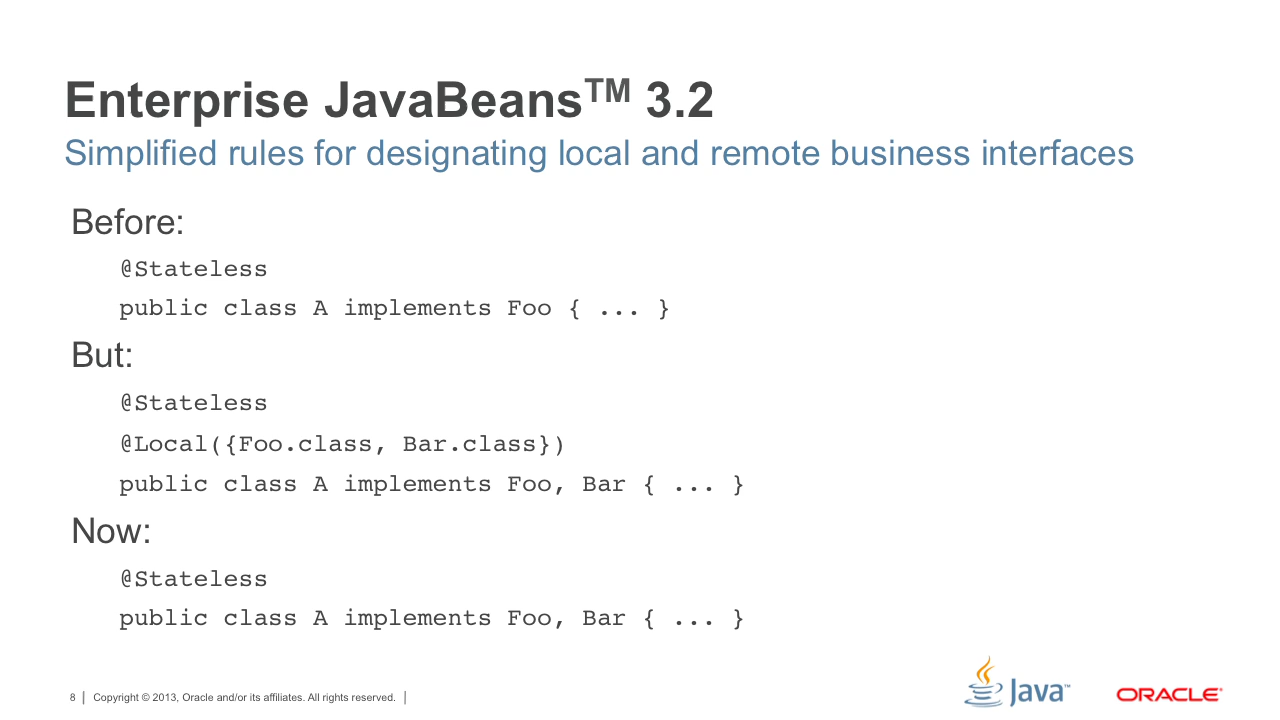 Enterprise JavaBeans™ 3.2
Simplified rules for designating local and remote business interfaces
Before:
@Stateless
public class A implements Foo { ... }
But:
@Stateless
@Local({Foo.class, Bar.class})
public class A implements Foo, Bar { ... }
Now:
@Stateless
public class A implements Foo, Bar { ... }
8 | Copyright © 2013, Oracle and/or its affiliates. All rights reserved. |
Java™
ORACLE®